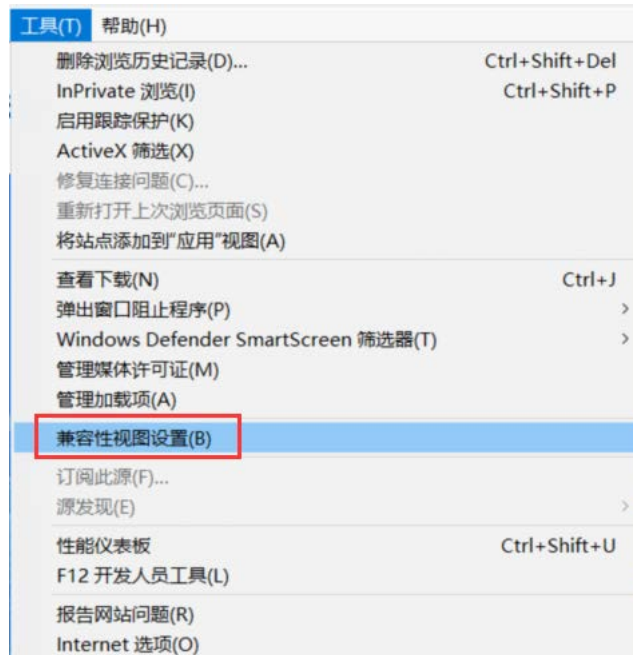 工具(T) 帮助(H)
删除浏览历史记录(D)... Ctrl+Shift+Del
InPrivate 浏览(I) Ctrl+Shift+P
启用跟踪保护(K)
ActiveX 筛选(X)
修复连接问题(C)...
重新打开上次浏览页面(S)
将站点添加到“应用”视图(A)
查看下载(N) Ctrl+J
弹出窗口阻止程序(P)
Windows Defender SmartScreen 筛选器(T)
管理媒体许可证(M)
管理加载项(A)
兼容性视图设置(B)
订阅此源(F)...
源发现(E)
性能仪表板 Ctrl+Shift+U
F12 开发人员工具(L)
报告网站问题(R)
Internet 选项(O)